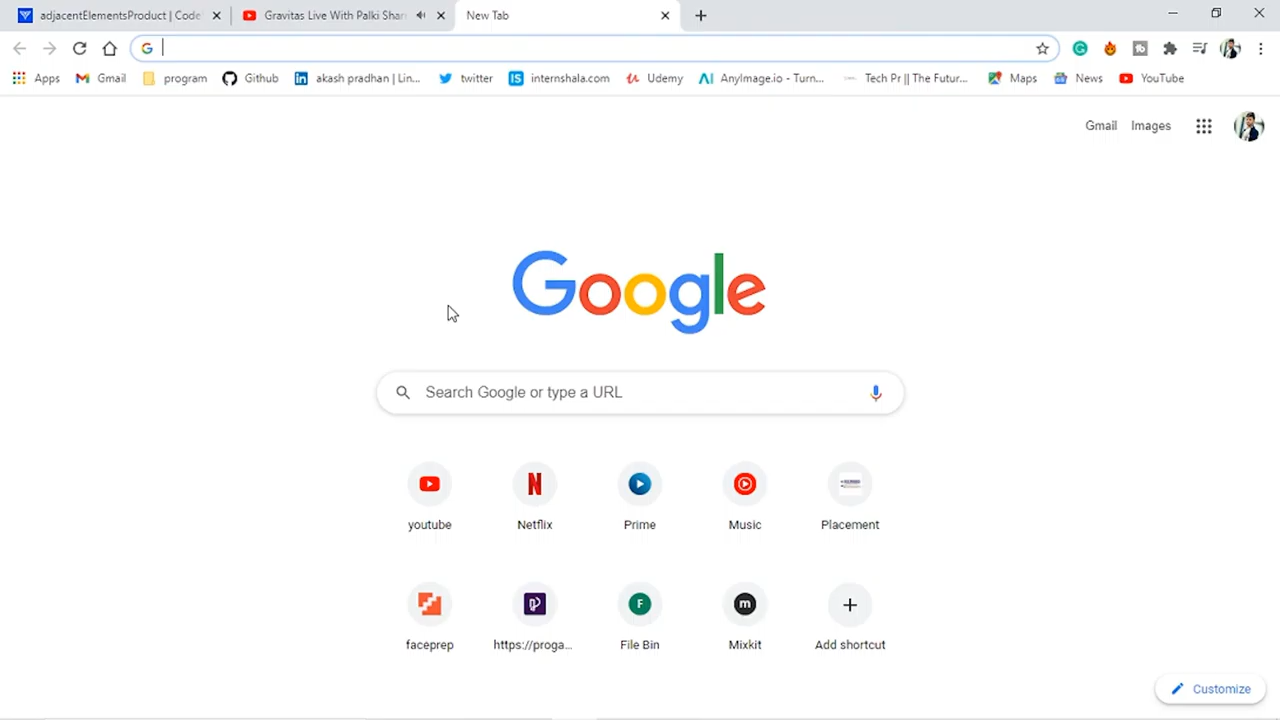 adjacentElementsProduct | Code
Gravitas Live With Palki Shar
New Tab
Apps
Gmail
program
Github
akash pradhan | Lin...
twitter
internshala.com
Udemy
AnyImage.io - Turn...
Tech Pr || The Futur...
Maps
News
YouTube
Gmail Images
Google
Search Google or type a URL
youtube
Netflix
Prime
Music
Placement
faceprep
https://proga...
File Bin
Mixkit
Add shortcut
Customize